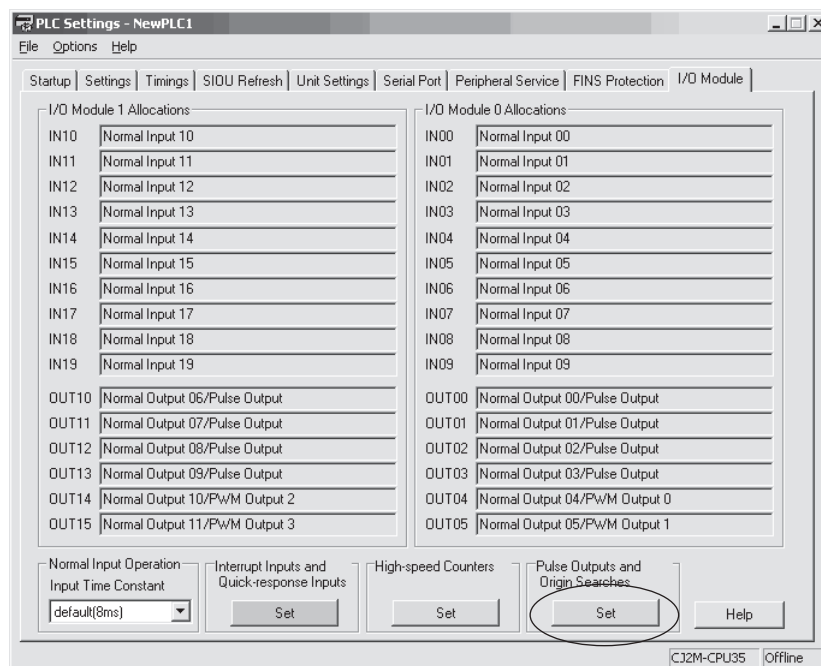 PLC Settings - NewPLC1
File Options Help
Startup Settings Timings SIOU Refresh Unit Settings Serial Port Peripheral Service FINS Protection I/O Module
I/O Module 1 Allocations
IN10 Normal Input 10
IN11 Normal Input 11
IN12 Normal Input 12
IN13 Normal Input 13
IN14 Normal Input 14
IN15 Normal Input 15
IN16 Normal Input 16
IN17 Normal Input 17
IN18 Normal Input 18
IN19 Normal Input 19
OUT10 Normal Output 06/Pulse Output
OUT11 Normal Output 07/Pulse Output
OUT12 Normal Output 08/Pulse Output
OUT13 Normal Output 09/Pulse Output
OUT14 Normal Output 10/PWM Output 2
OUT15 Normal Output 11/PWM Output 3
I/O Module 0 Allocations
IN00 Normal Input 00
IN01 Normal Input 01
IN02 Normal Input 02
IN03 Normal Input 03
IN04 Normal Input 04
IN05 Normal Input 05
IN06 Normal Input 06
IN07 Normal Input 07
IN08 Normal Input 08
IN09 Normal Input 09
OUT00 Normal Output 00/Pulse Output
OUT01 Normal Output 01/Pulse Output
OUT02 Normal Output 02/Pulse Output
OUT03 Normal Output 03/Pulse Output
OUT04 Normal Output 04/PWM Output 0
OUT05 Normal Output 05/PWM Output 1
Normal Input Operation
Input Time Constant
default(8ms)
Interrupt Inputs and
Quick-response Inputs
Set
High-speed Counters
Set
Pulse Outputs and
Origin Searches
Set
Help
CJ2M-CPU35 Offline